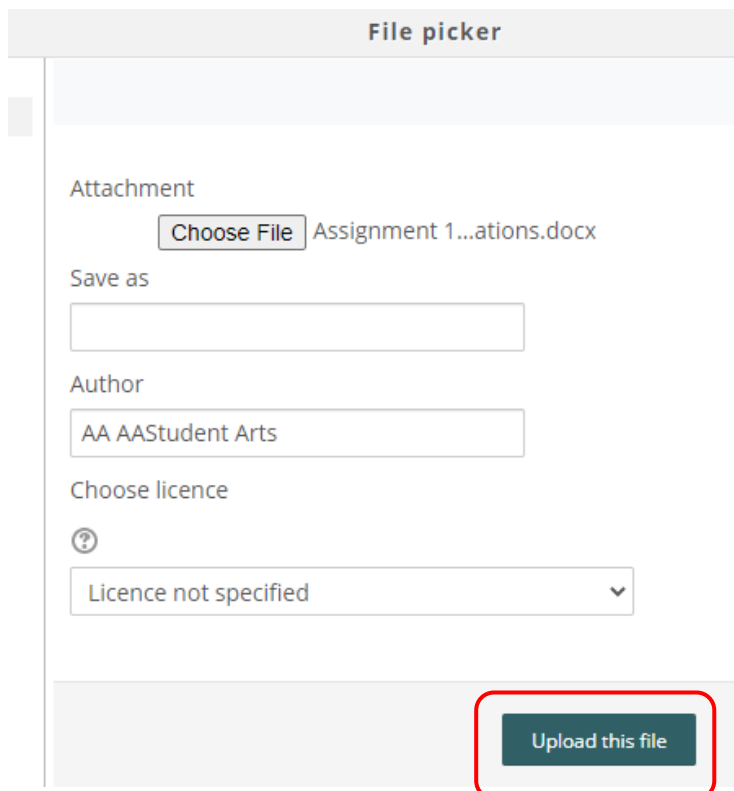 File picker
Attachment
Choose File Assignment 1...ations.docx
Save as
Author
AA AAStudent Arts
Choose licence
?
Licence not specified
Upload this file